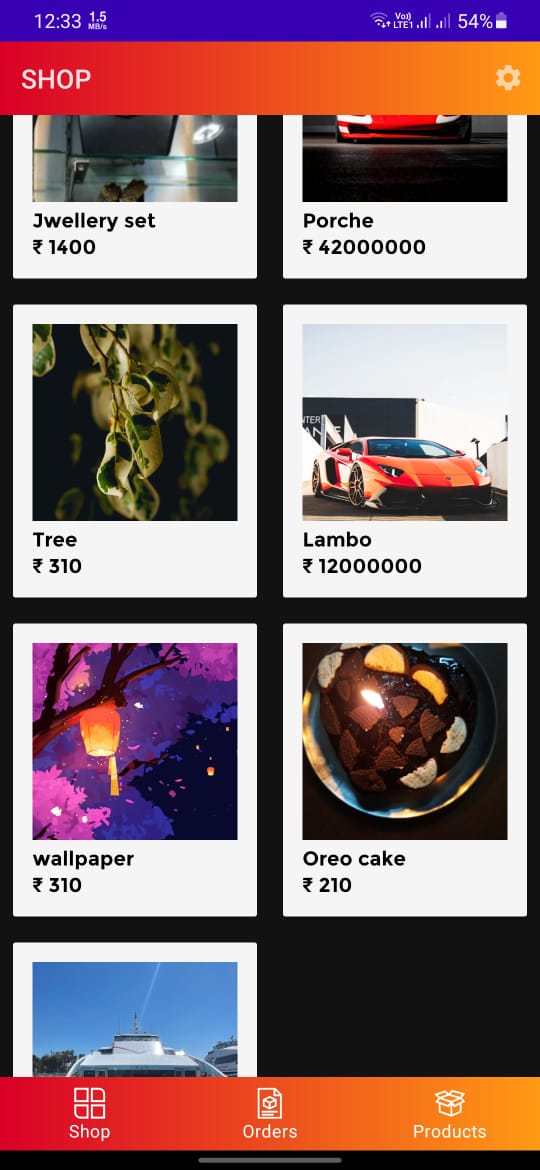 12:33 1.5 MB/s Vo) LTE1 54%
SHOP
Jwellery set
₹ 1400
Porche
₹ 42000000
Tree
₹ 310
Lambo
₹ 12000000
wallpaper
₹ 310
Oreo cake
₹ 210
Shop Orders Products